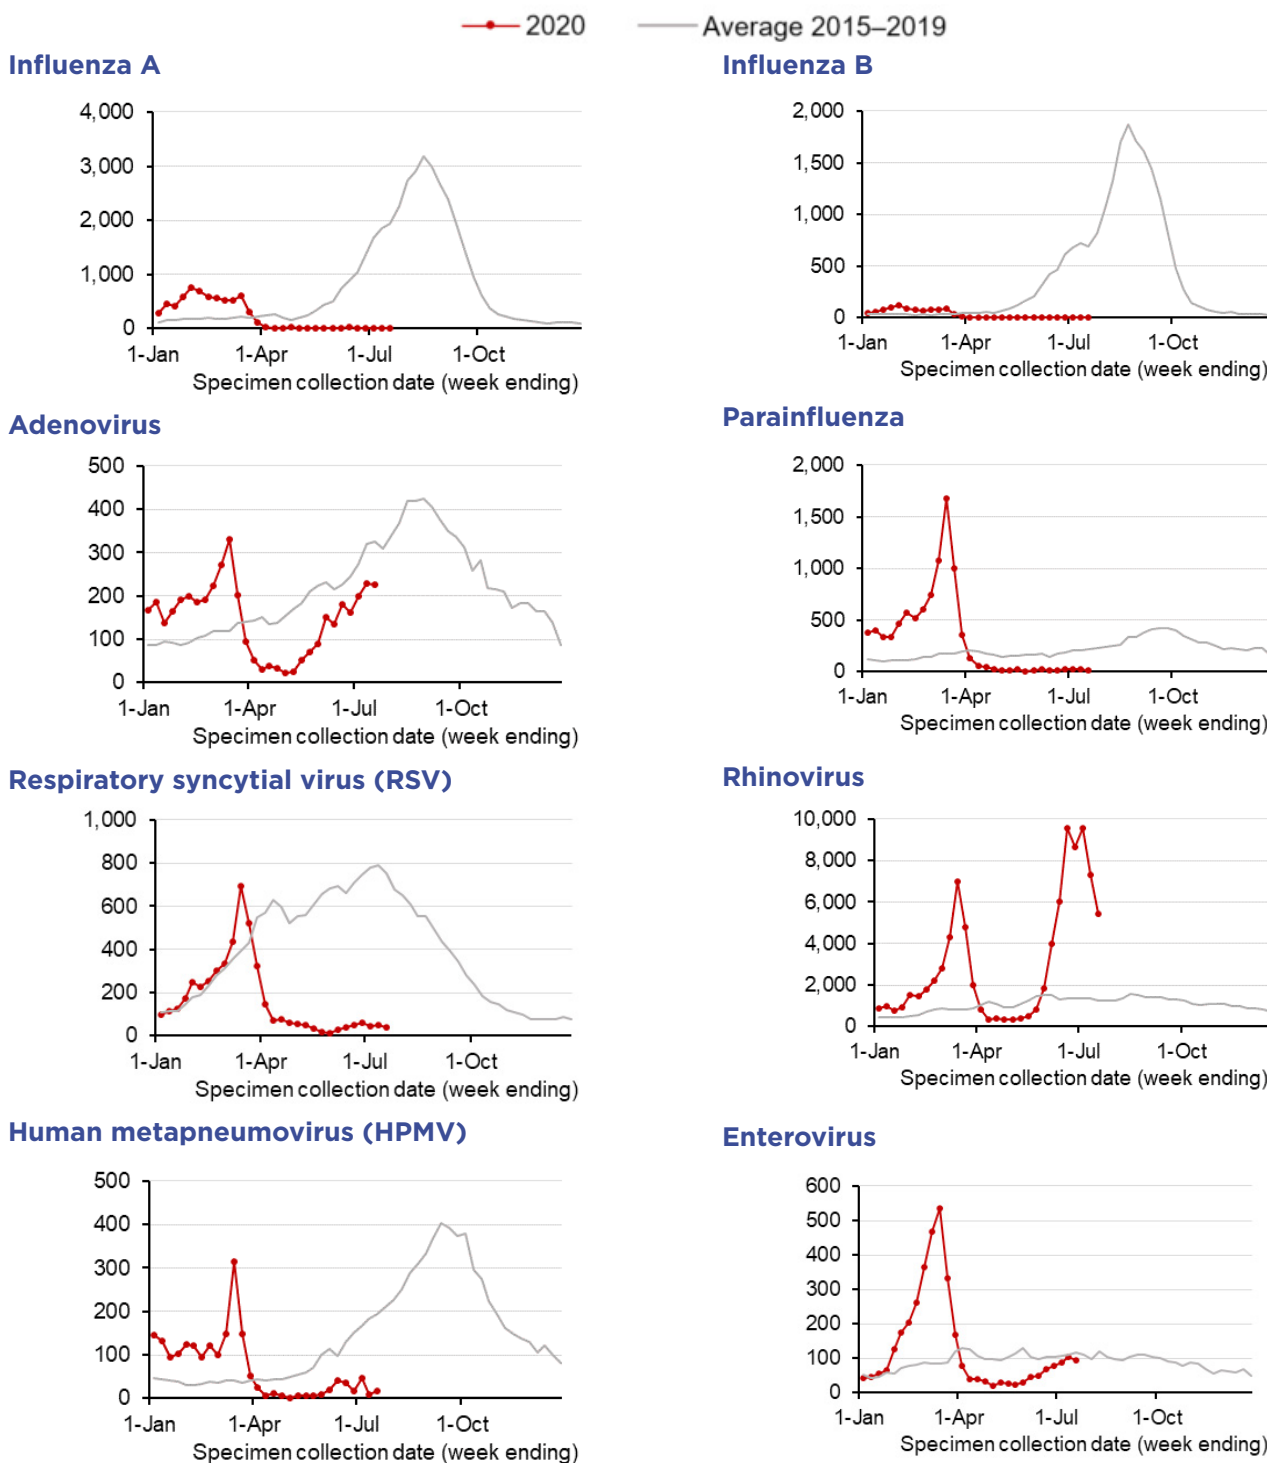 2020 Average 2015–2019
Influenza A
4,000
3,000
2,000
1,000
0
1-Jan 1-Apr 1-Jul 1-Oct
Specimen collection date (week ending)
Influenza B
2,000
1,500
1,000
500
0
1-Jan 1-Apr 1-Jul 1-Oct
Specimen collection date (week ending)
Adenovirus
500
400
300
200
100
0
1-Jan 1-Apr 1-Jul 1-Oct
Specimen collection date (week ending)
Parainfluenza
2,000
1,500
1,000
500
0
1-Jan 1-Apr 1-Jul 1-Oct
Specimen collection date (week ending)
Respiratory syncytial virus (RSV)
1,000
800
600
400
200
0
1-Jan 1-Apr 1-Jul 1-Oct
Specimen collection date (week ending)
Rhinovirus
10,000
8,000
6,000
4,000
2,000
0
1-Jan 1-Apr 1-Jul 1-Oct
Specimen collection date (week ending)
Human metapneumovirus (HPMV)
500
400
300
200
100
0
1-Jan 1-Apr 1-Jul 1-Oct
Specimen collection date (week ending)
Enterovirus
600
500
400
300
200
100
0
1-Jan 1-Apr 1-Jul 1-Oct
Specimen collection date (week ending)